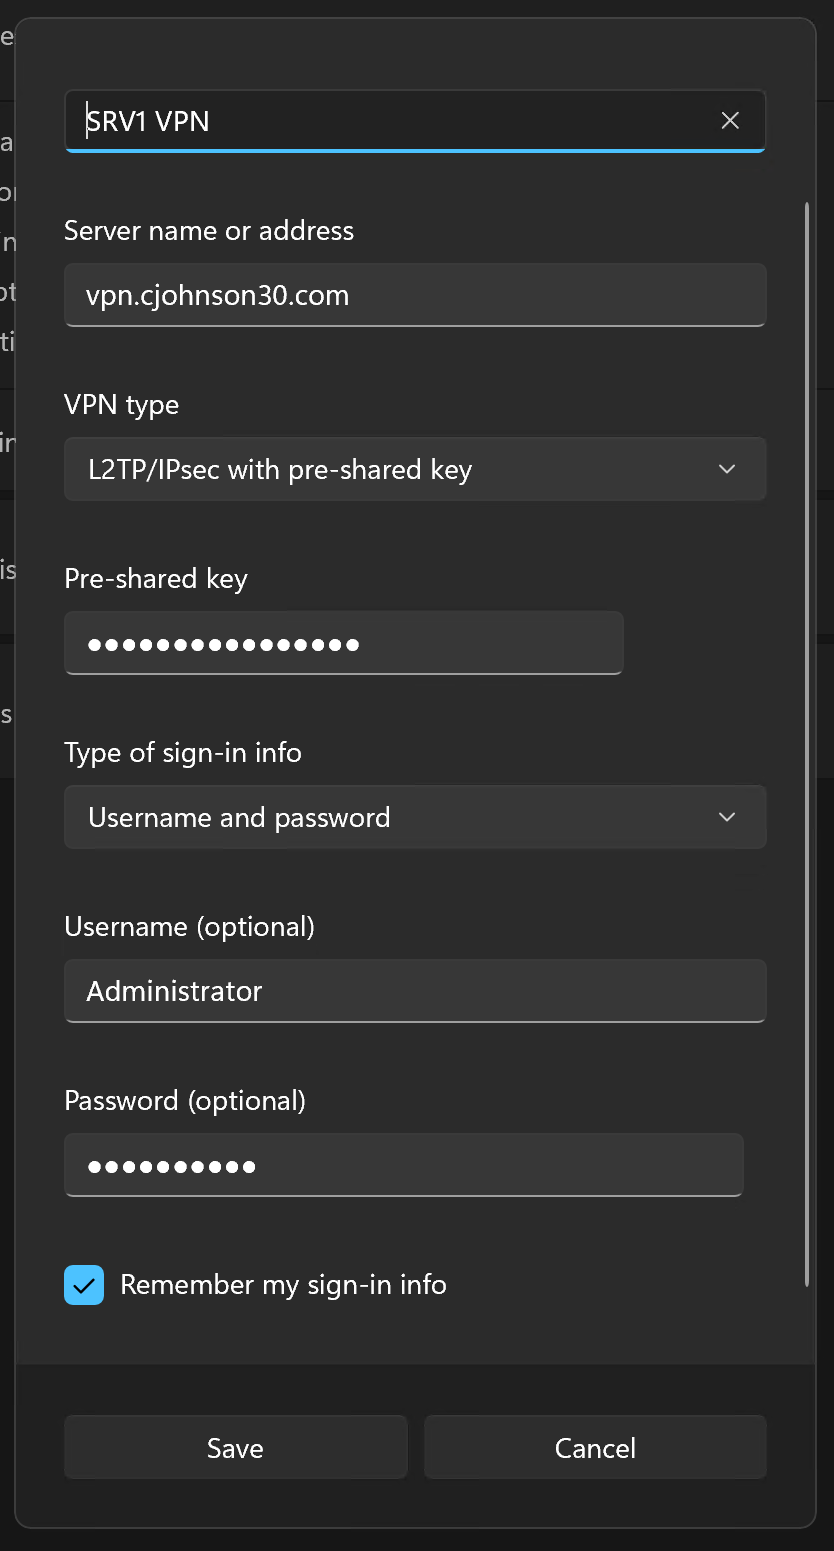 SRV1 VPN
Server name or address
vpn.cjohnson30.com
VPN type
L2TP/IPsec with pre-shared key
Pre-shared key
●●●●●●●●●●●●●●●●
Type of sign-in info
Username and password
Username (optional)
Administrator
Password (optional)
●●●●●●●●●●
Remember my sign-in info
Save
Cancel